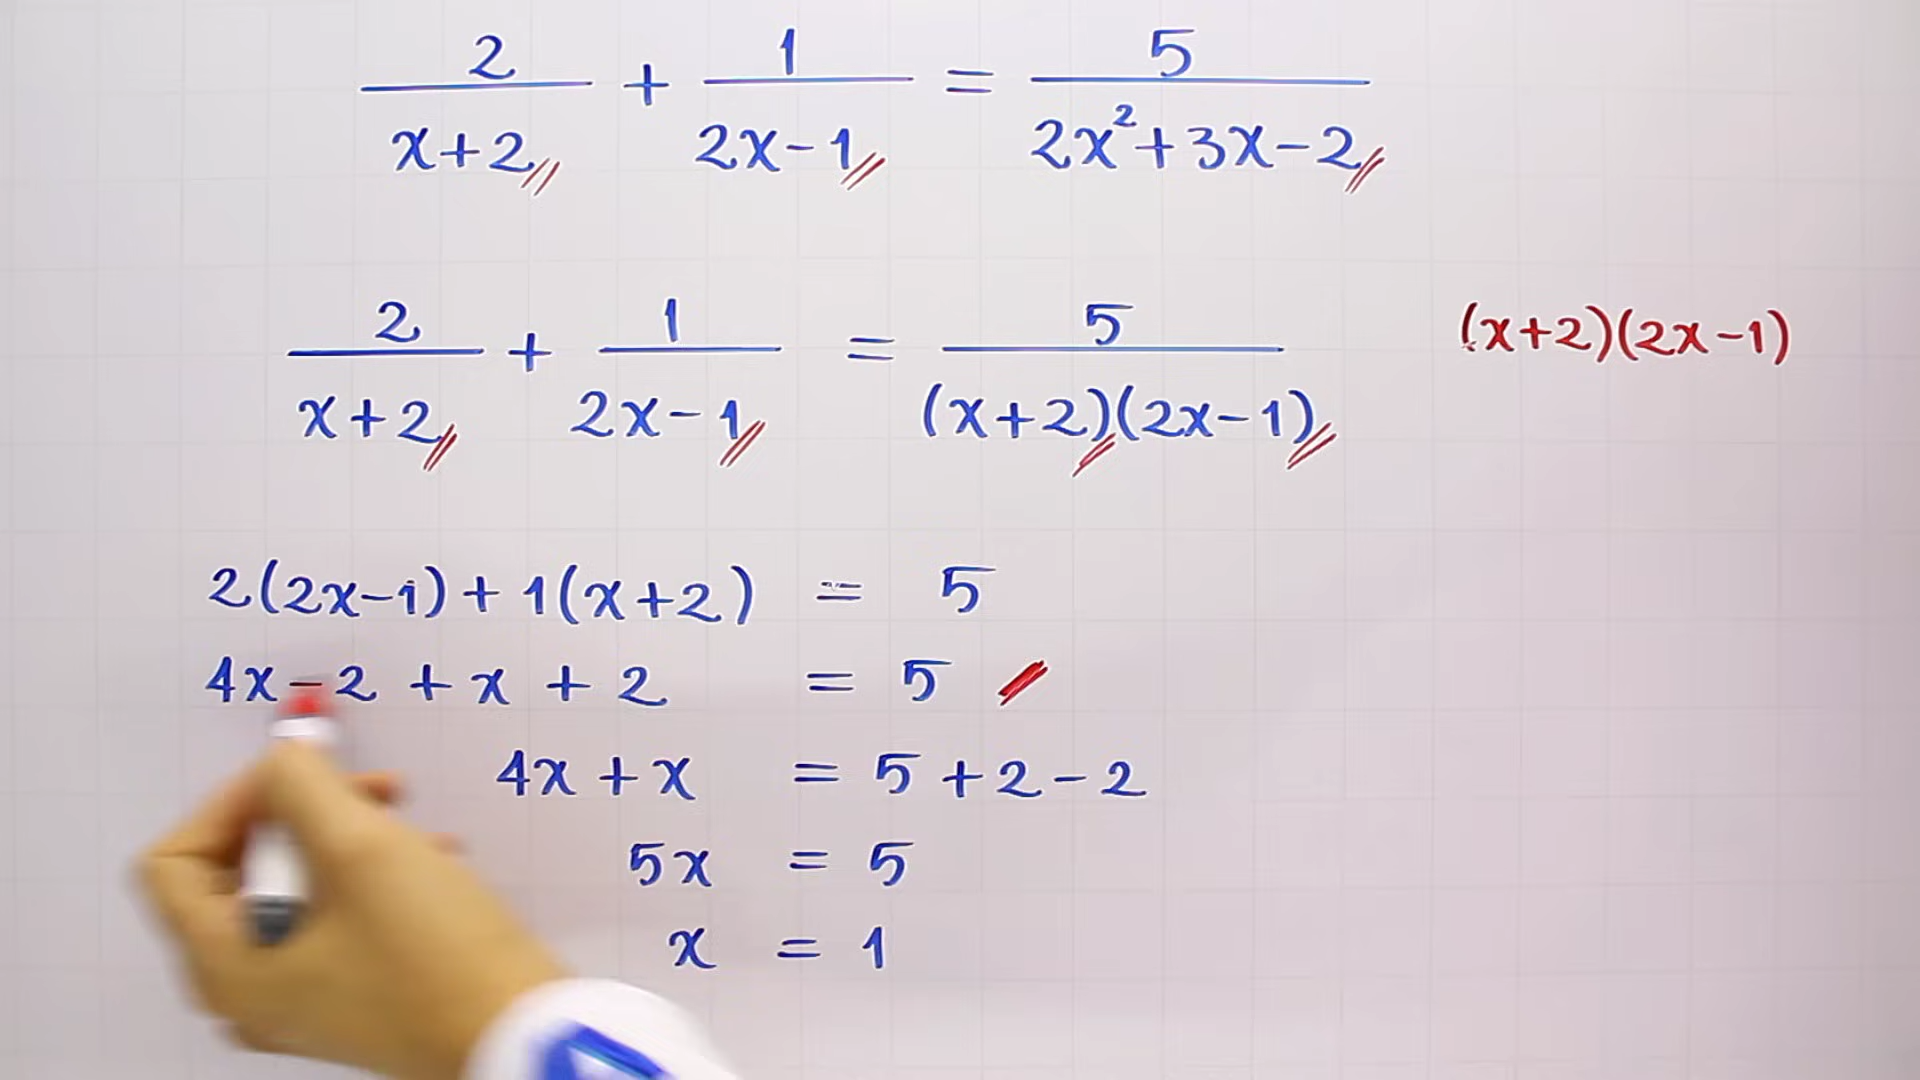 2/(x+2) + 1/(2x-1) = 5/(2x²+3x-2)
2/(x+2) + 1/(2x-1) = 5/((x+2)(2x-1))
(x+2)(2x-1)
2(2x-1) + 1(x+2) = 5
4x-2 + x + 2 = 5
4x + x = 5 + 2 - 2
5x = 5
x = 1